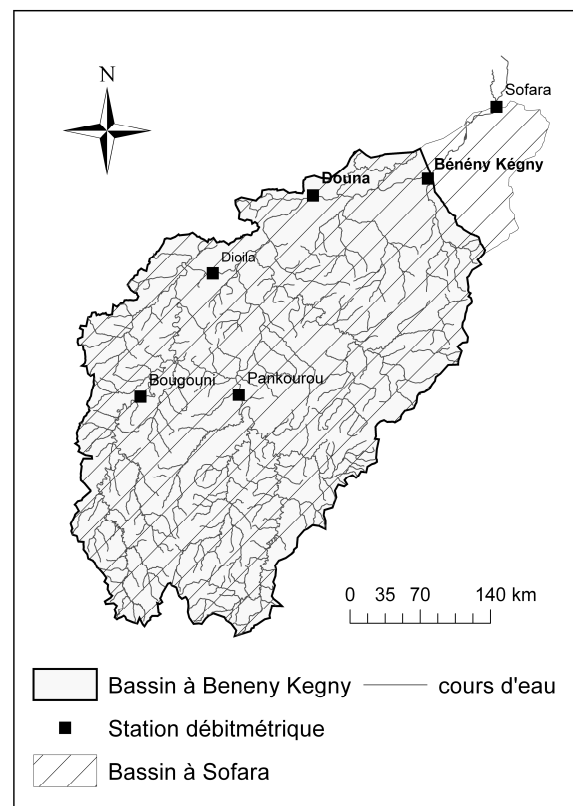 N
Sofara
Bénény Kégny
Douna
Dioila
Bougouni
Pankourou
0 35 70 140 km
Bassin à Beneny Kegny
cours d'eau
Station débitmétrique
Bassin à Sofara